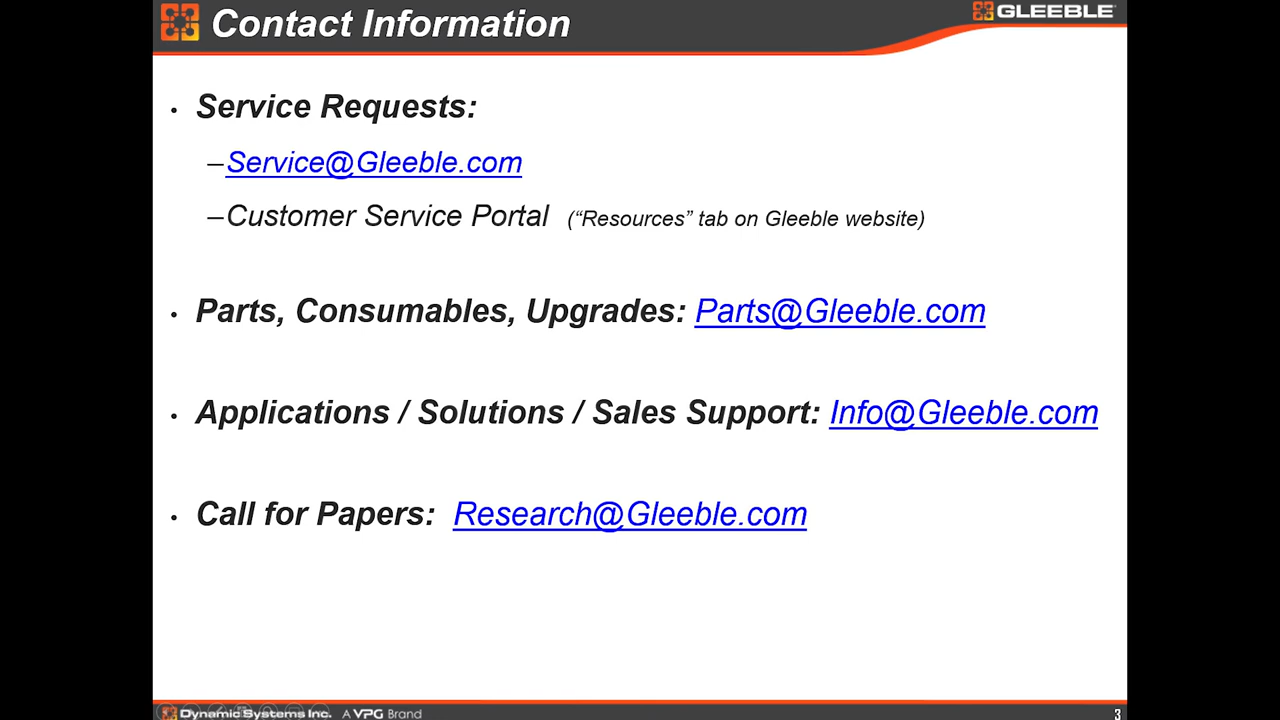 Contact Information
GLEEBLE
• Service Requests:
–Service@Gleeble.com
–Customer Service Portal (“Resources” tab on Gleeble website)
• Parts, Consumables, Upgrades: Parts@Gleeble.com
• Applications / Solutions / Sales Support: Info@Gleeble.com
• Call for Papers: Research@Gleeble.com
Dynamic Systems Inc. A VPG Brand
3